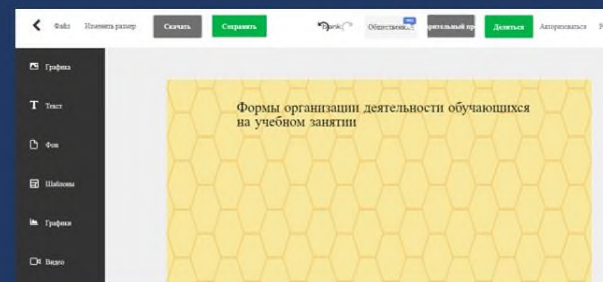 Файл
Изменить размер
Скачать
Сохранить
Делиться
Авторизоваться
Графика
Текст
Фон
Шаблоны
Графики
Видео
Формы организации деятельности обучающихся
на учебном занятии